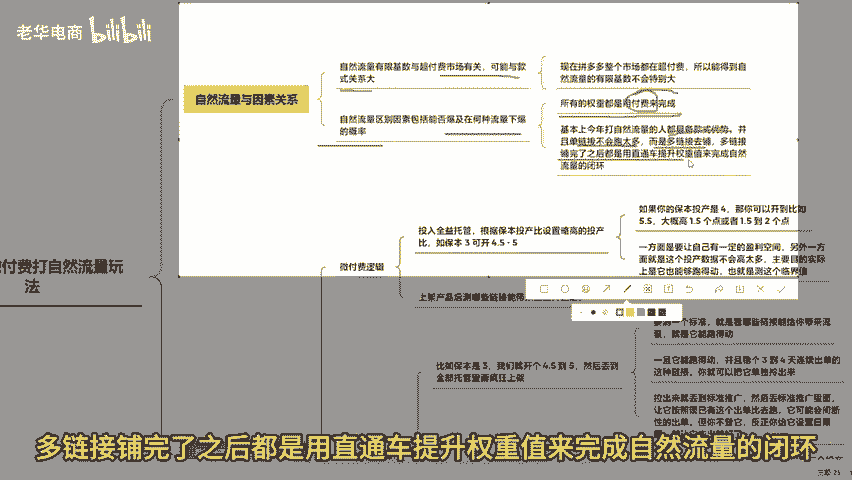 老华电商 bilibili
自然流量与因素关系
自然流量有限基数与超付费市场有关，可能与款
式关系大
现在拼多多整个市场都在超付费，所以能得到自
然流量的有限基数不会特别大
自然流量区别因素包括能否爆及在何种流量下爆
的概率
所有的权重都是用付费来完成
基本上今年打自然流量的人都是靠款式优势，并
且单链接不会跑太多，而是多链接去铺，多链接
铺完了之后都是用直通车提升权重值来完成自然
流量的闭环
付费打自然流量玩
法
微付费逻辑
投入全益托管，根据保本投产比设置略高的投产
比，如保本 3 可开 4.5 - 5
如果你的保本投产是 4，那你可以开到比如
5.5，大概高 1.5 个点或者 1.5 到 2 个点
一方面是要让自己有一定的盈利空间，另外一方
面就是这个投产数据不会高太多，主要目的实际
上是它也能够跑得动，也就是测这个临界值
上架产品后测哪些链接能带
比如保本是 3，我们就开个 4.5 到 5，然后丢到
全部托管里面疯狂上架
一个标准，就是看哪些链接能给你带来流
量，就是它能跑得动
一旦它能跑得动，并且稳个 3 到 4 天连续出单的
这种链接，你就可以把它单独拎出来
拉出来就丢到标准推广，然后丢标准推广里面，
让它按照原已有这个出单比去跑，它可能会间断
性的出单，但你不管它，反正你给它设置日限
多链接铺完了之后都是用直通车提升权重值来完成自然流量的闭环